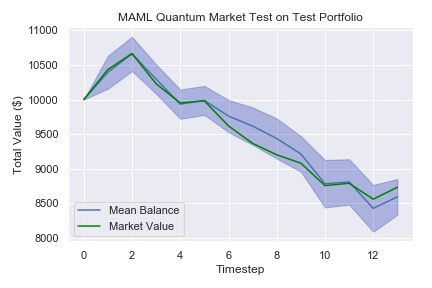 MAML Quantum Market Test on Test Portfolio
11000
10500
10000
9500
9000
8500
8000
Total Value ($)
Mean Balance
Market Value
0 2 4 6 8 10 12
Timestep